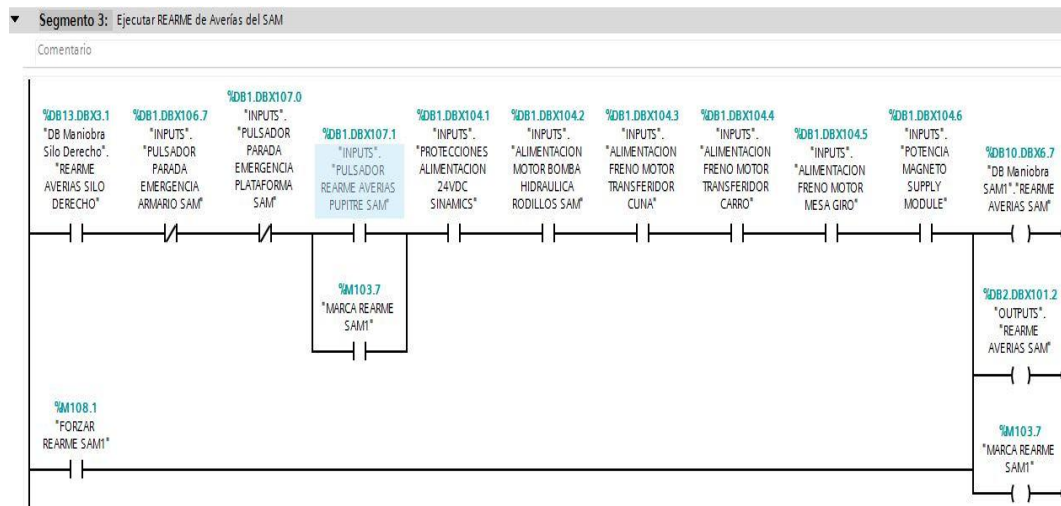 Segmento 3: Ejecutar REARME de Averías del SAM
Comentario
%DB13.DBX3.1
"DB Maniobra
Silo Derecho".
"REARME
AVERIAS SILO
DERECHO"
%DB1.DBX106.7
"INPUTS".
"PULSADOR
PARADA
EMERGENCIA
ARMARIO SAM"
%DB1.DBX107.0
"INPUTS".
"PULSADOR
PARADA
EMERGENCIA
PLATAFORMA
SAM"
%DB1.DBX107.1
"INPUTS".
"PULSADOR
REARME AVERIAS
PUPITRE SAM"
%DB1.DBX104.1
"INPUTS".
"PROTECCIONES
ALIMENTACION
24VDC
SINAMICS"
%DB1.DBX104.2
"INPUTS".
"ALIMENTACION
MOTOR BOMBA
HIDRAULICA
RODILLOS SAM"
%DB1.DBX104.3
"INPUTS".
"ALIMENTACION
FRENO MOTOR
TRANSFERIDOR
CUNA"
%DB1.DBX104.4
"INPUTS".
"ALIMENTACION
FRENO MOTOR
TRANSFERIDOR
CARRO"
%DB1.DBX104.5
"INPUTS".
"ALIMENTACION
FRENO MOTOR
MESA GIRO"
%DB1.DBX104.6
"INPUTS".
"POTENCIA
MAGNETO
SUPPLY
MODULE"
%DB10.DBX6.7
"DB Maniobra
SAM1"."REARME
AVERIAS SAM"
%M103.7
"MARCA REARME
SAM1"
%DB2.DBX101.2
"OUTPUTS".
"REARME
AVERIAS SAM"
%M108.1
"FORZAR
REARME SAM1"
%M103.7
"MARCA REARME
SAM1"